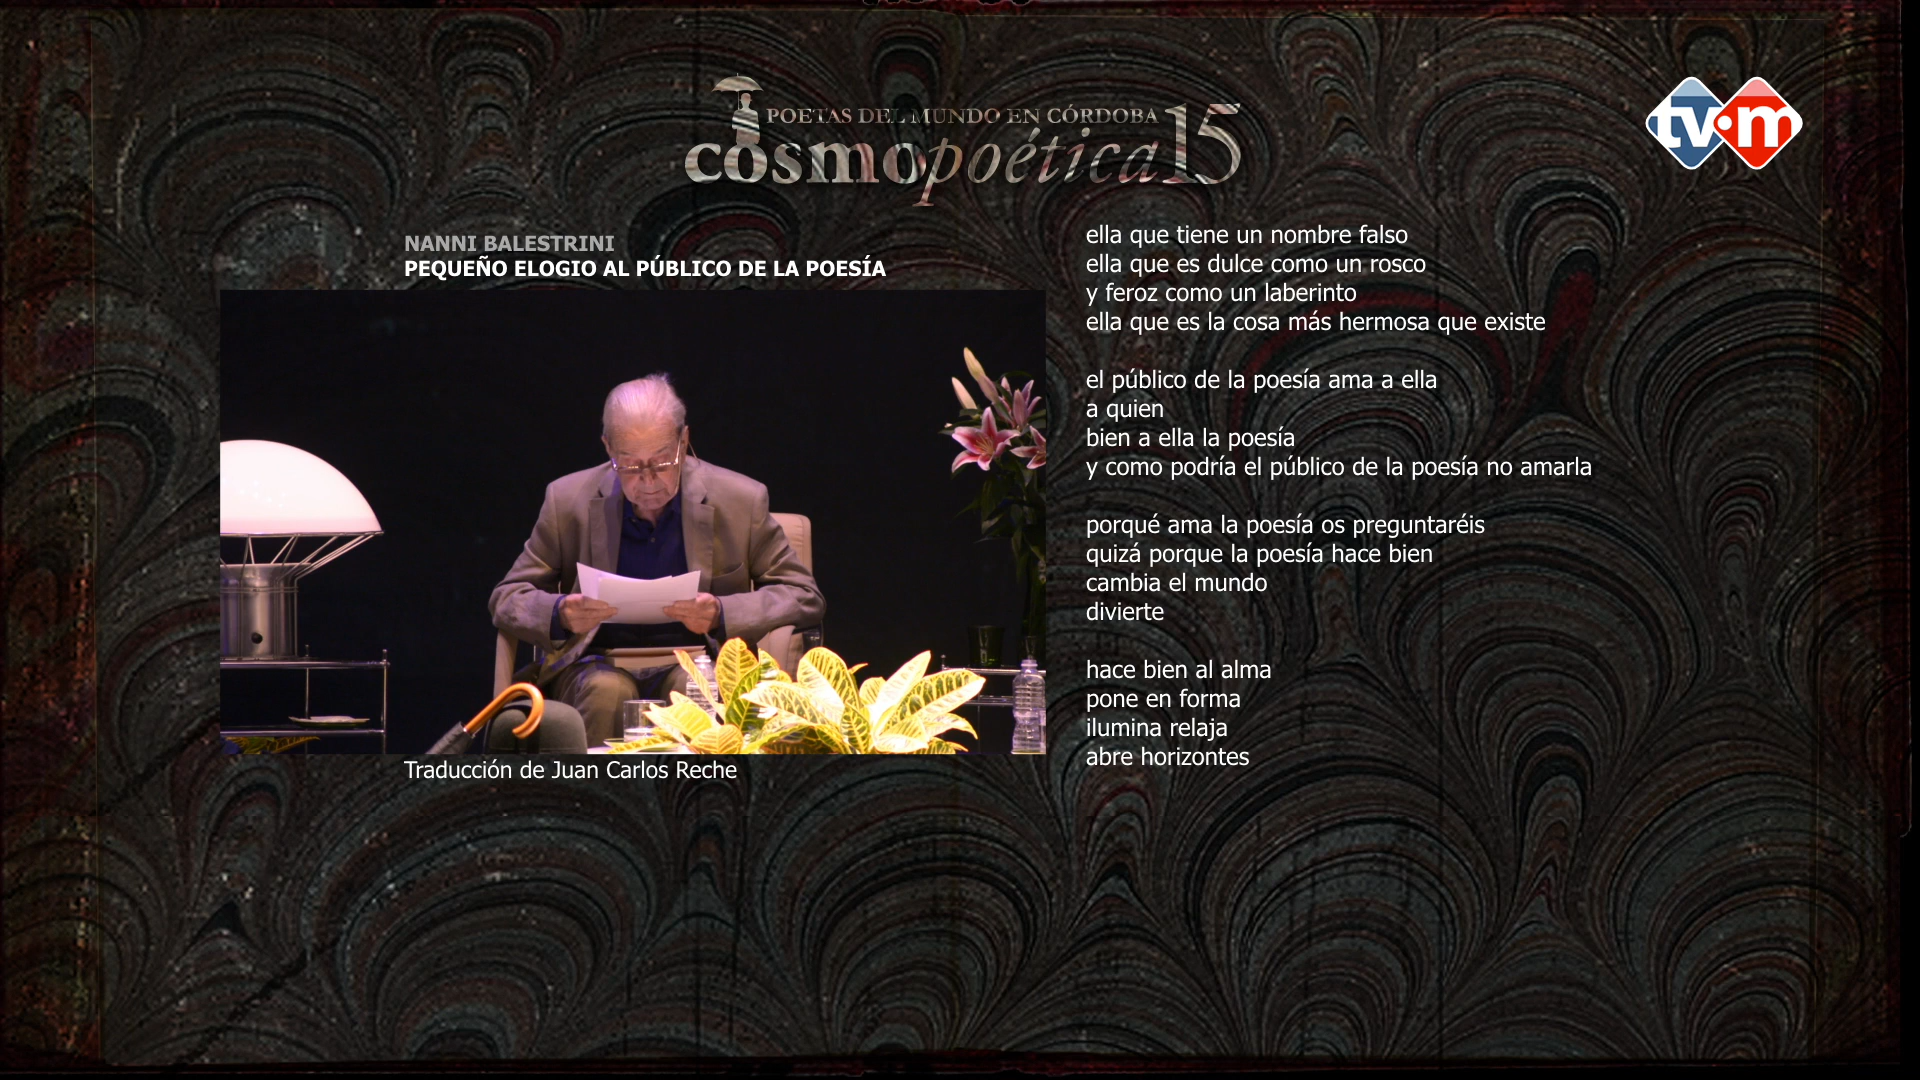 POETAS DEL MUNDO EN CÓRDOBA
cosmopoética15
tv.m
NANNI BALESTRINI
PEQUEÑO ELOGIO AL PÚBLICO DE LA POESÍA
ella que tiene un nombre falso
ella que es dulce como un rosco
y feroz como un laberinto
ella que es la cosa más hermosa que existe
el público de la poesía ama a ella
a quien
bien a ella la poesía
y como podría el público de la poesía no amarla
porqué ama la poesía os preguntaréis
quizá porque la poesía hace bien
cambia el mundo
divierte
hace bien al alma
pone en forma
ilumina relaja
abre horizontes
Traducción de Juan Carlos Reche